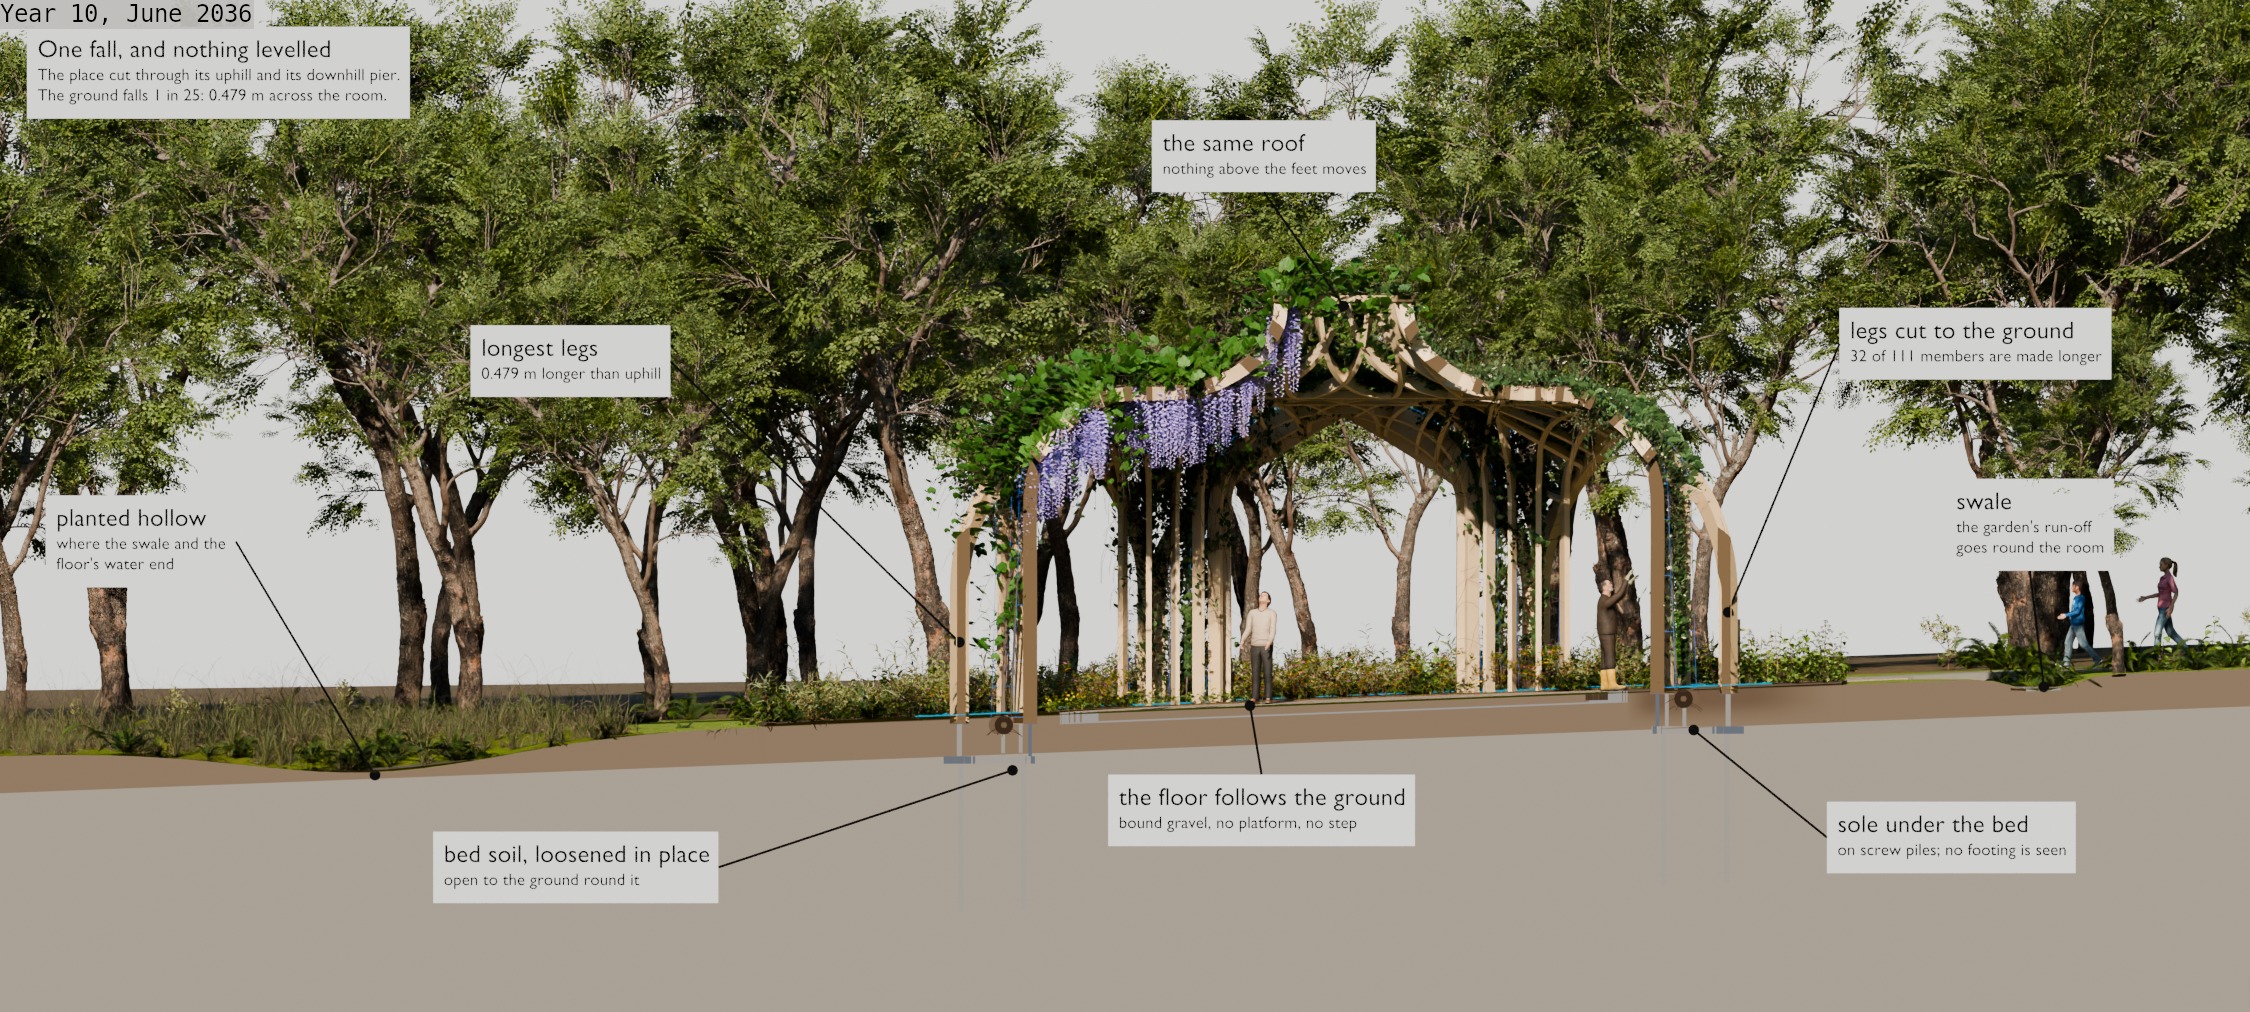 Year 10, June 2036
One fall, and nothing levelled
The place cut through its uphill and its downhill pier.
The ground falls 1 in 25: 0.479 m across the room.
the same roof
nothing above the feet moves
longest legs
0.479 m longer than uphill
legs cut to the ground
32 of 111 members are made longer
planted hollow
where the swale and the
floor's water end
swale
the garden's run-off
goes round the room
the floor follows the ground
bound gravel, no platform, no step
bed soil, loosened in place
open to the ground round it
sole under the bed
on screw piles; no footing is seen